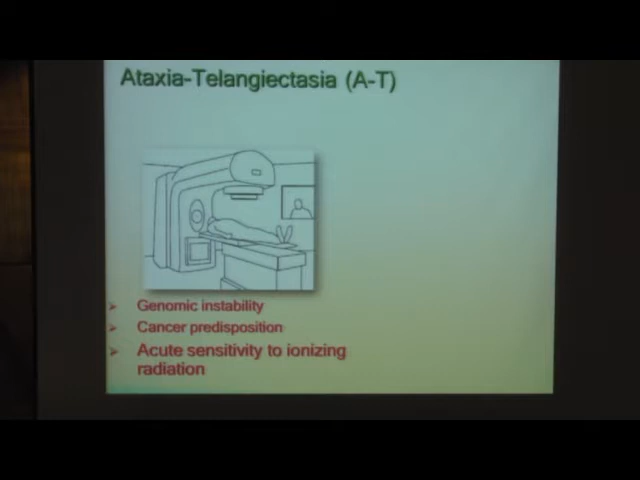 Ataxia-Telangiectasia (A-T)
Genomic instability
Cancer predisposition
Acute sensitivity to ionizing
radiation